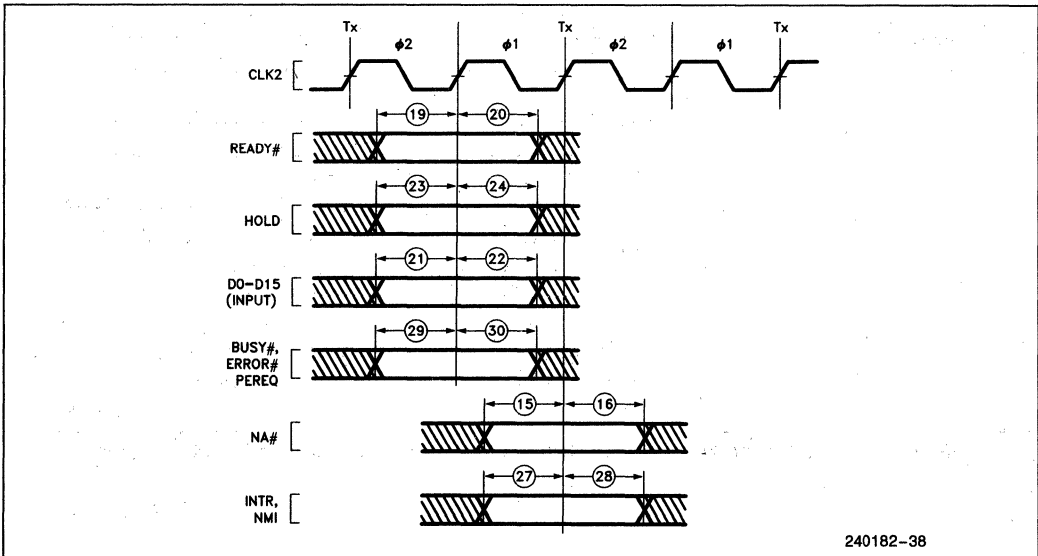 Tx Tx Tx
φ2 φ1 φ2 φ1
CLK2
19 20
READY#
23 24
HOLD
21 22
D0-D15
(INPUT)
29 30
BUSY#,
ERROR#
PEREQ
15 16
NA#
27 28
INTR,
NMI
240182-38